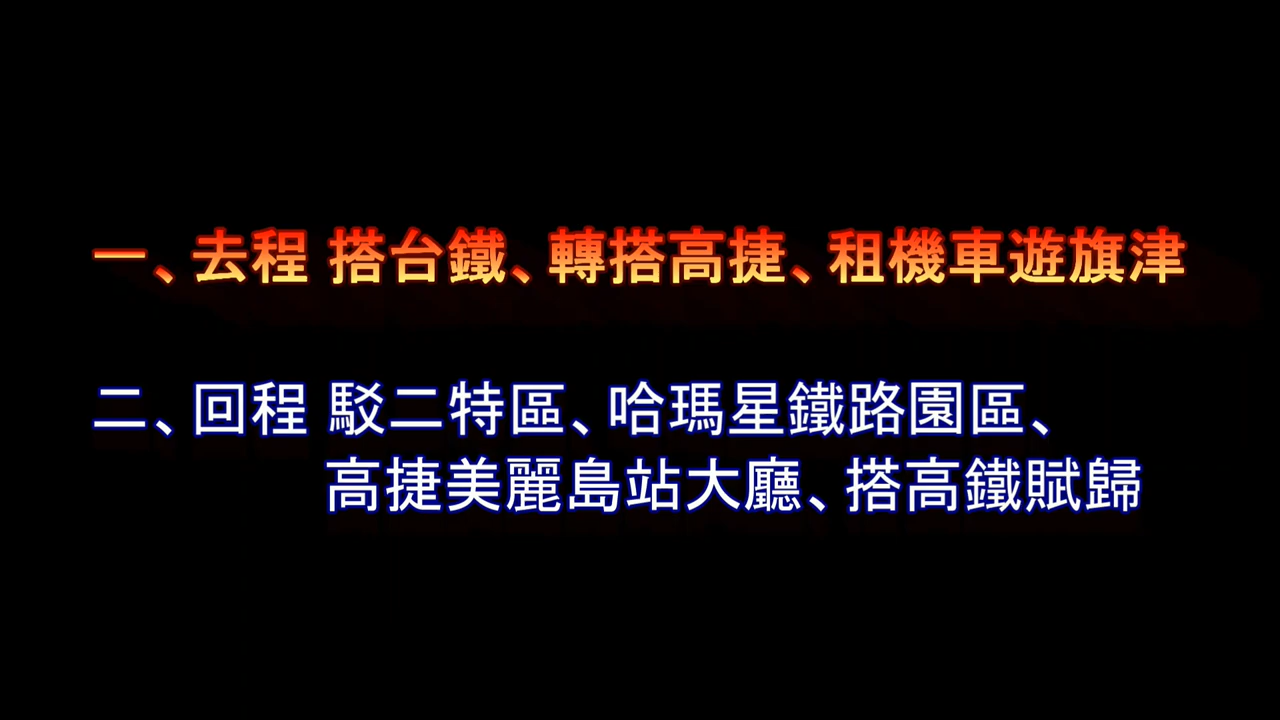 一、去程 搭台鐵、轉搭高捷、租機車遊旗津
二、回程 駁二特區、哈瑪星鐵路園區、
高捷美麗島站大廳、搭高鐵賦歸